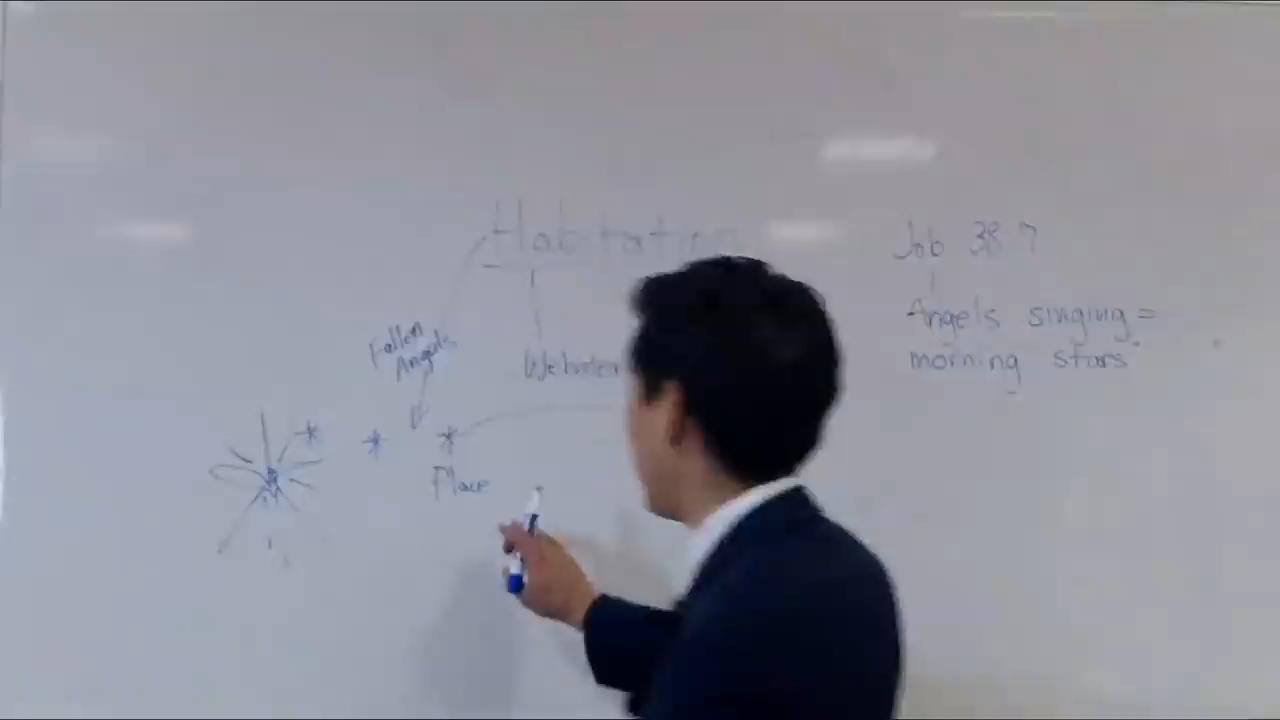 Habitation
Job 38 7
Angels singing =
morning stars
Fallen
Angels
Webster
Place